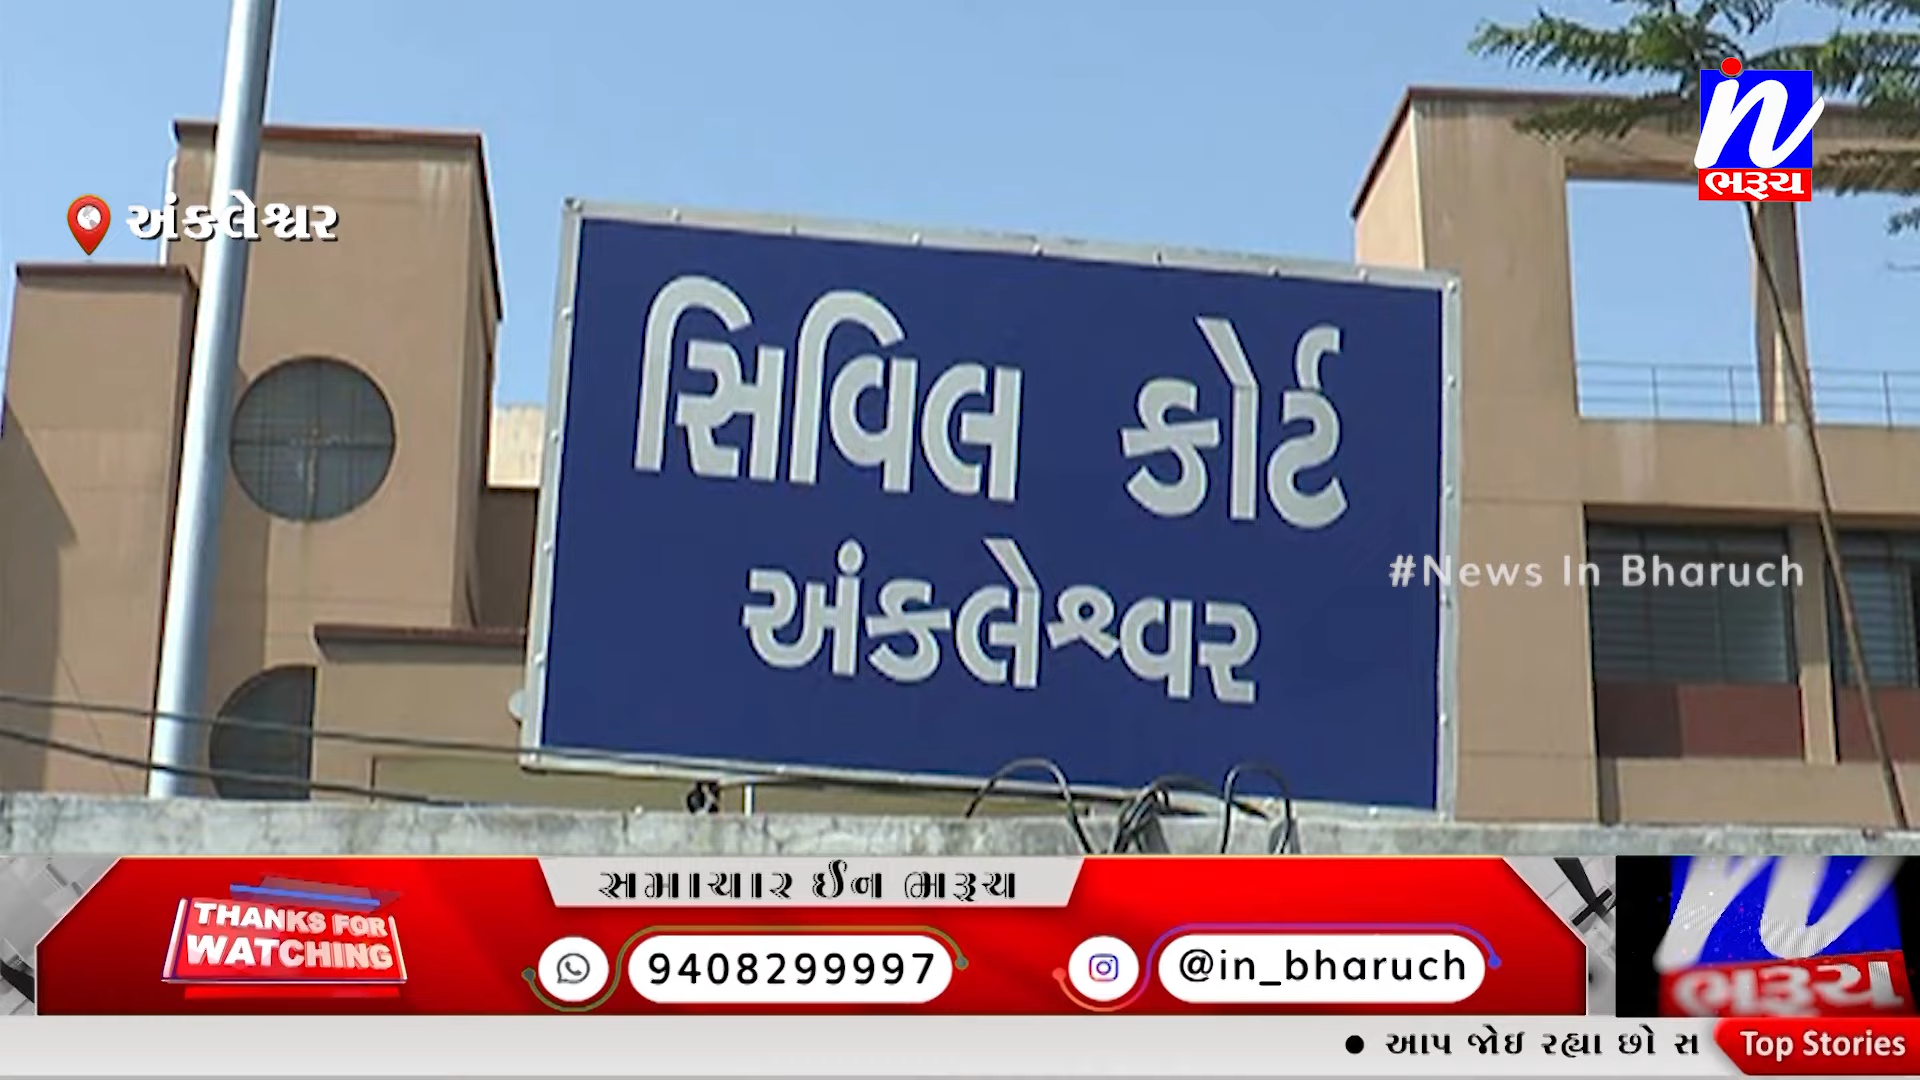 in
ભરૂચ
અંકલેશ્વર
સિવિલ કોર્ટ
અંકલેશ્વર
#News In Bharuch
સમાચાર ઈન ભરૂચ
THANKS FOR
WATCHING
9408299997
@in_bharuch
ભરૂચ
● આપ જોઇ રહ્યા છો સ
Top Stories